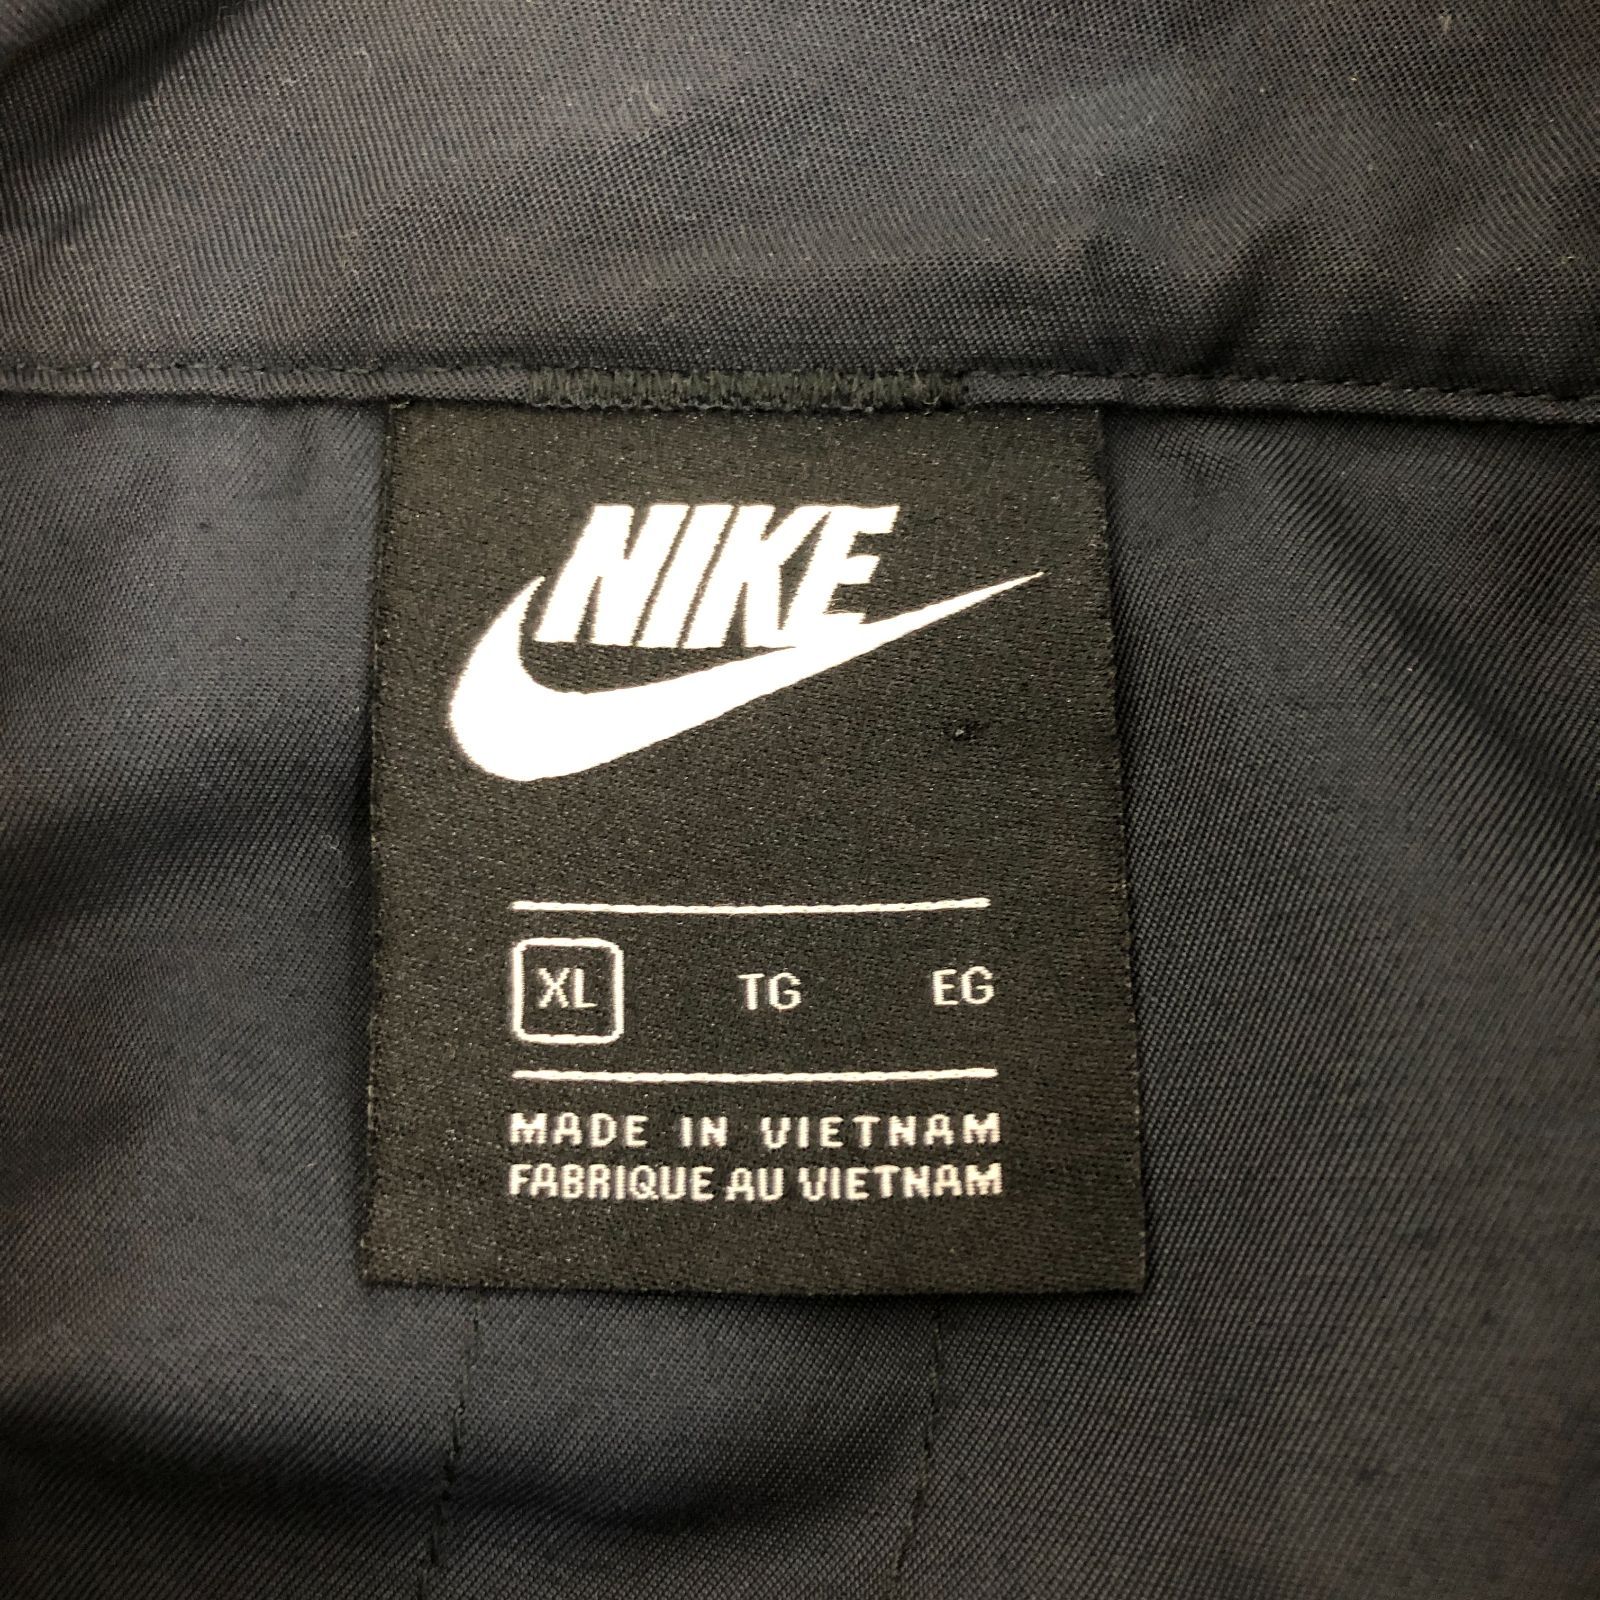 NIKE
XL TG EG
MADE IN VIETNAM
FABRIQUE AU VIETNAM